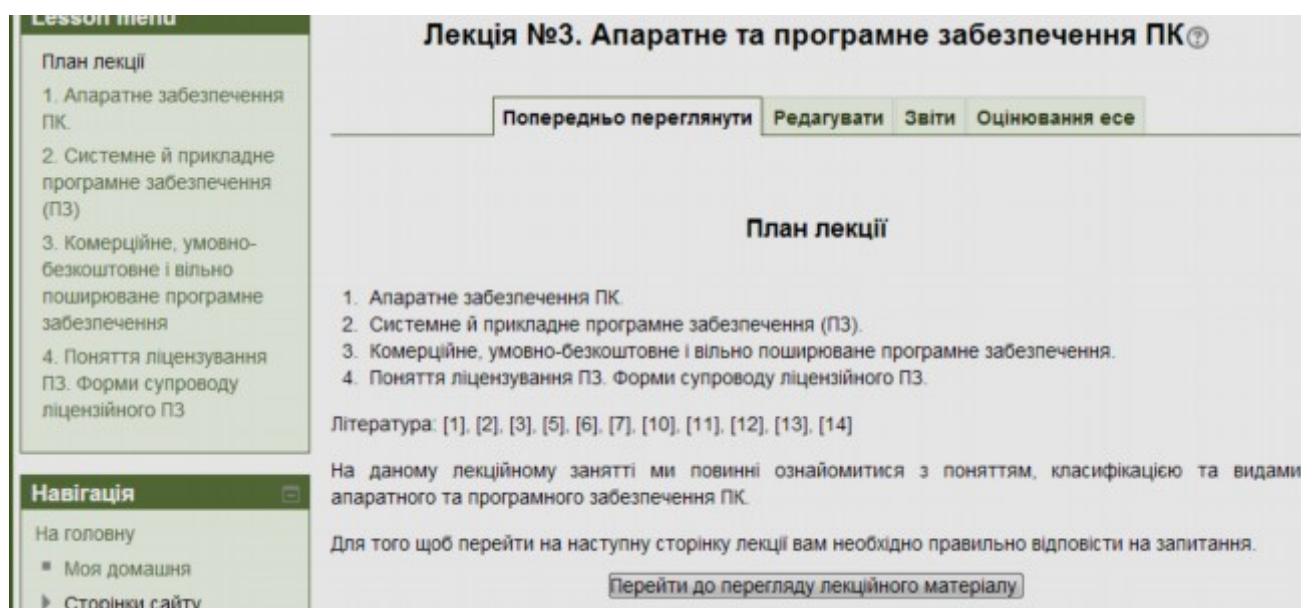 Lesson menu
План лекції
1. Апаратне забезпечення
ПК.
2. Системне й прикладне
програмне забезпечення
(ПЗ)
3. Комерційне, умовно-
безкоштовне і вільно
поширюване програмне
забезпечення
4. Поняття ліцензування
ПЗ. Форми супроводу
ліцензійного ПЗ
Навігація
На головну
Моя домашня
Сторінки сайту
Лекція №3. Апаратне та програмне забезпечення ПК
Попередньо переглянути Редагувати Звіти Оцінювання есе
План лекції
1. Апаратне забезпечення ПК.
2. Системне й прикладне програмне забезпечення (ПЗ).
3. Комерційне, умовно-безкоштовне і вільно поширюване програмне забезпечення.
4. Поняття ліцензування ПЗ. Форми супроводу ліцензійного ПЗ.
Література: [1], [2], [3], [5], [6], [7], [10], [11], [12], [13], [14]
На даному лекційному занятті ми повинні ознайомитися з поняттям, класифікацією та видами
апаратного та програмного забезпечення ПК.
Для того щоб перейти на наступну сторінку лекції вам необхідно правильно відповісти на запитання.
Перейти до перегляду лекційного матеріалу